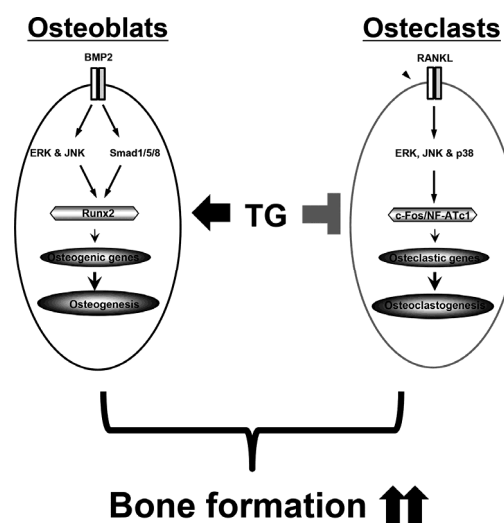 Osteoblats
Osteclasts
BMP2
ERK & JNK
Smad1/5/8
Runx2
Osteogenic genes
Osteogenesis
TG
RANKL
ERK, JNK & p38
c-Fos/NF-ATc1
Osteclastic genes
Osteoclastogenesis
Bone formation